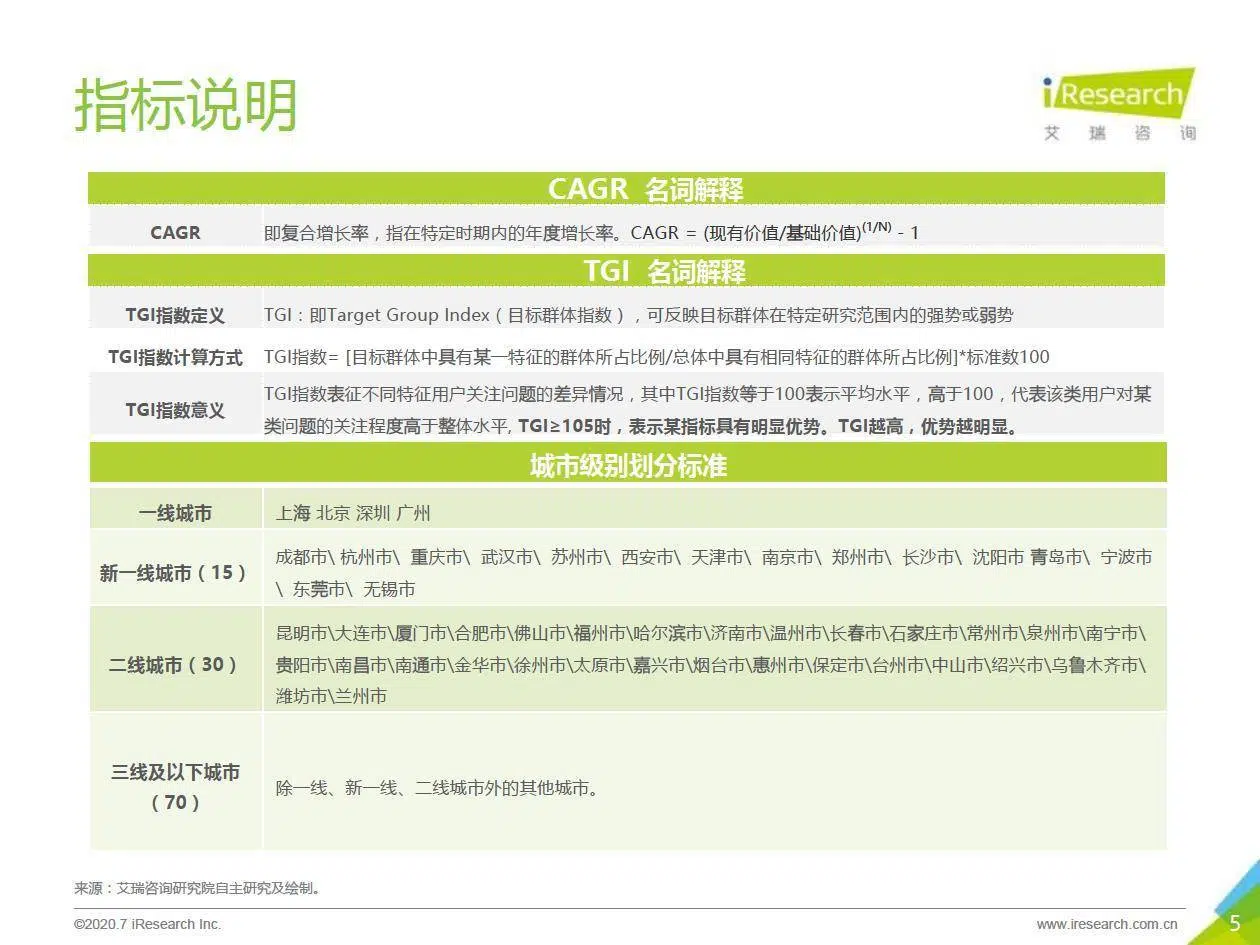 指标说明
iResearch
艾瑞咨询
CAGR 名词解释
CAGR
即复合增长率，指在特定时期内的年度增长率。CAGR = (现有价值/基础价值)(1/N) - 1
TGI 名词解释
TGI指数定义
TGI：即Target Group Index（目标群体指数），可反映目标群体在特定研究范围内的强势或弱势
TGI指数计算方式
TGI指数= [目标群体中具有某一特征的群体所占比例/总体中具有相同特征的群体所占比例]*标准数100
TGI指数意义
TGI指数表征不同特征用户关注问题的差异情况，其中TGI指数等于100表示平均水平，高于100，代表该类用户对某
类问题的关注程度高于整体水平, TGI≥105时，表示某指标具有明显优势。TGI越高，优势越明显。
城市级别划分标准
一线城市
上海 北京 深圳 广州
新一线城市（15）
成都市\ 杭州市\ 重庆市\ 武汉市\ 苏州市\ 西安市\ 天津市\ 南京市\ 郑州市\ 长沙市\ 沈阳市 青岛市\ 宁波市
\ 东莞市\ 无锡市
二线城市（30）
昆明市\大连市\厦门市\合肥市\佛山市\福州市\哈尔滨市\济南市\温州市\长春市\石家庄市\常州市\泉州市\南宁市\
贵阳市\南昌市\南通市\金华市\徐州市\太原市\嘉兴市\烟台市\惠州市\保定市\台州市\中山市\绍兴市\乌鲁木齐市\
潍坊市\兰州市
三线及以下城市
（70）
除一线、新一线、二线城市外的其他城市。
来源：艾瑞咨询研究院自主研究及绘制。
©2020.7 iResearch Inc.
www.iresearch.com.cn
5